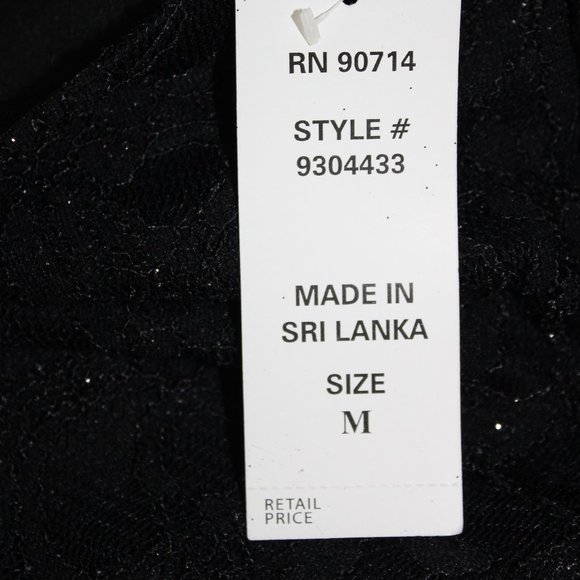 RN 90714
STYLE #
9304433
MADE IN
SRI LANKA
SIZE
M
RETAIL
PRICE